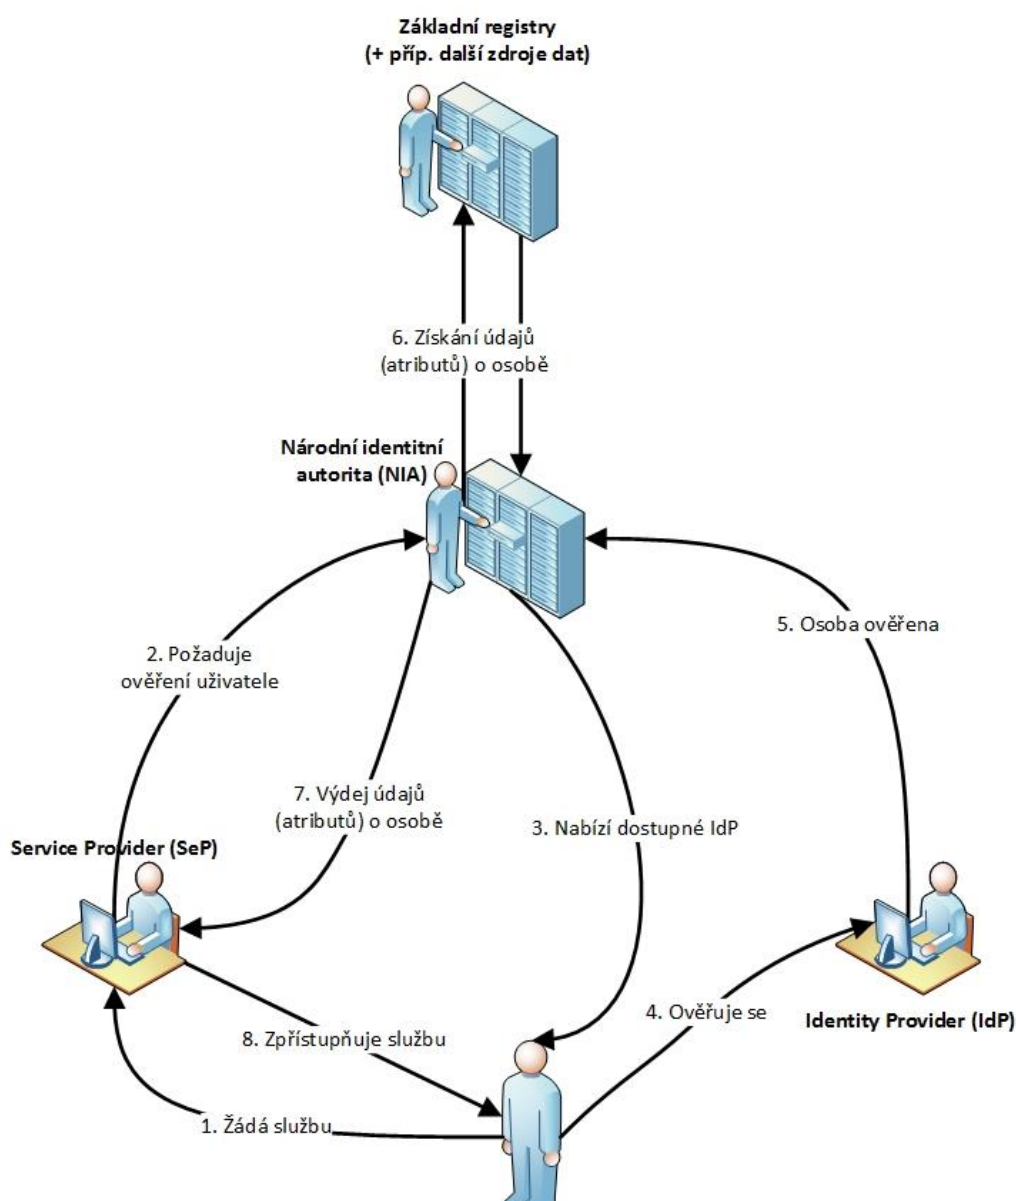 Základní registry
(+ příp. další zdroje dat)
6. Získání údajů
(atributů) o osobě
Národní identitní
autorita (NIA)
5. Osoba ověřena
2. Požaduje
ověření uživatele
7. Výdej údajů
(atributů) o osobě
3. Nabízí dostupné IdP
Service Provider (SeP)
4. Ověřuje se
Identity Provider (IdP)
8. Zpřístupňuje službu
1. Žádá službu